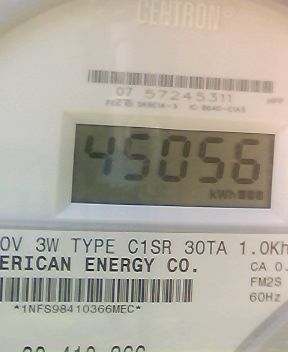 CENTRON®
07 57245311
45056
kWh
0V 3W TYPE C1SR 30TA 1.0Kh
ERICAN ENERGY CO.
CA 0.
FM2S
60Hz
*1NFS98410366MEC*